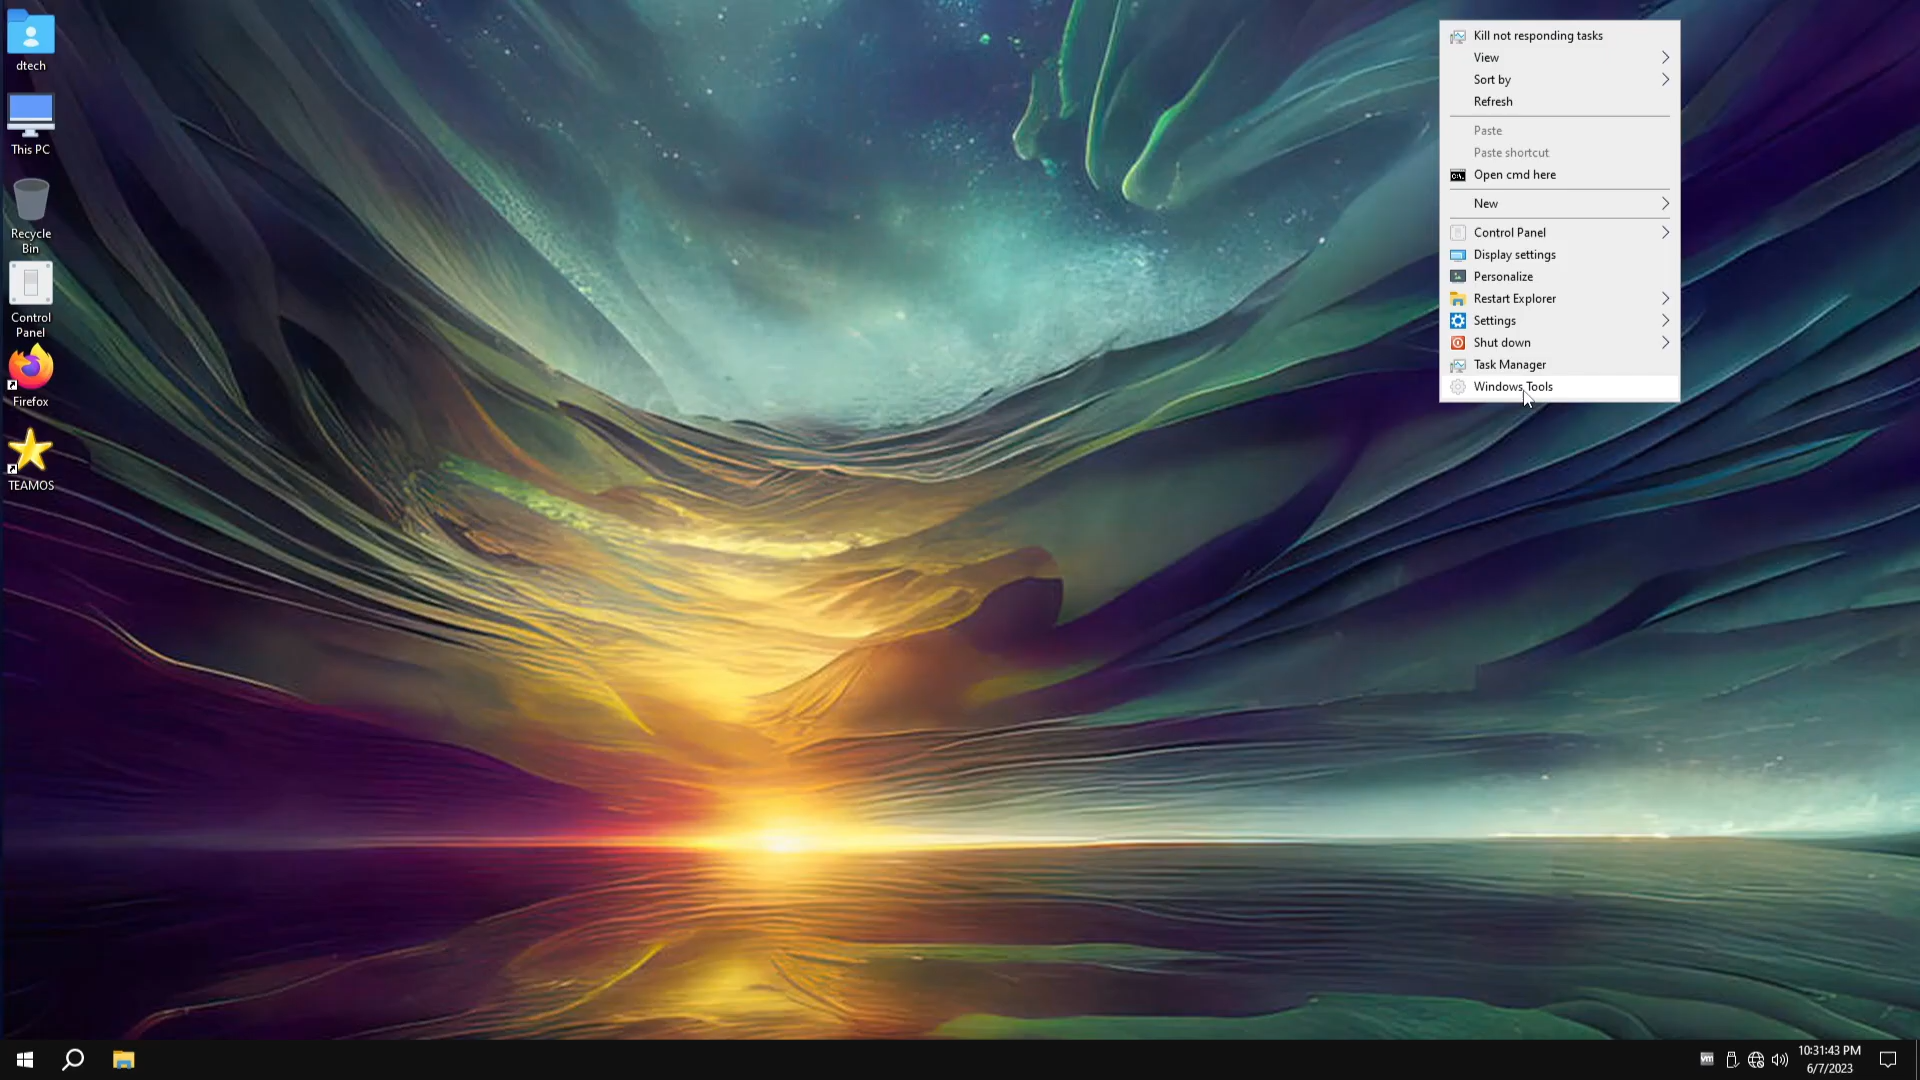 dtech
This PC
Recycle
Bin
Control
Panel
Firefox
TEAMOS
Kill not responding tasks
View
Sort by
Refresh
Paste
Paste shortcut
C:\.
Open cmd here
New
Control Panel
Display settings
Personalize
Restart Explorer
Settings
Shut down
Task Manager
Windows Tools
vm
10:31:43 PM
6/7/2023